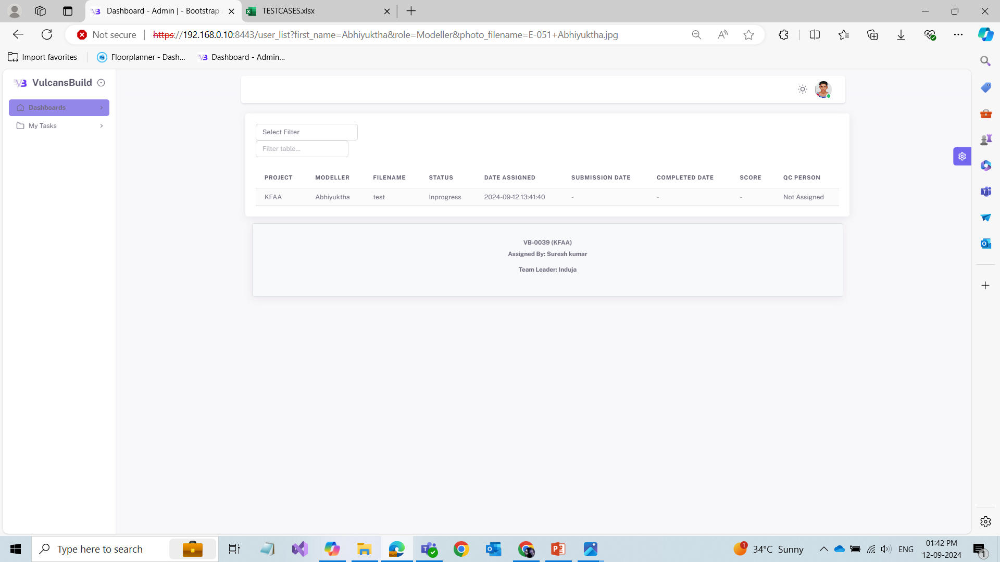 Dashboard - Admin | - Bootstrap
TESTCASES.xlsx
Not secure
https://192.168.0.10:8443/user_list?first_name=Abhiyuktha&role=Modeller&photo_filename=E-051+Abhiyuktha.jpg
Import favorites
Floorplanner - Dash...
Dashboard - Admin...
VulcansBuild
Dashboards
My Tasks
Select Filter
Filter table...
PROJECT MODELLER FILENAME STATUS DATE ASSIGNED SUBMISSION DATE COMPLETED DATE SCORE QC PERSON
KFAA Abhiyuktha test Inprogress 2024-09-12 13:41:40 - - - Not Assigned
VB-0039 (KFAA)
Assigned By: Suresh kumar
Team Leader: Induja
Type here to search
1
34°C Sunny
ENG
01:42 PM
12-09-2024
1